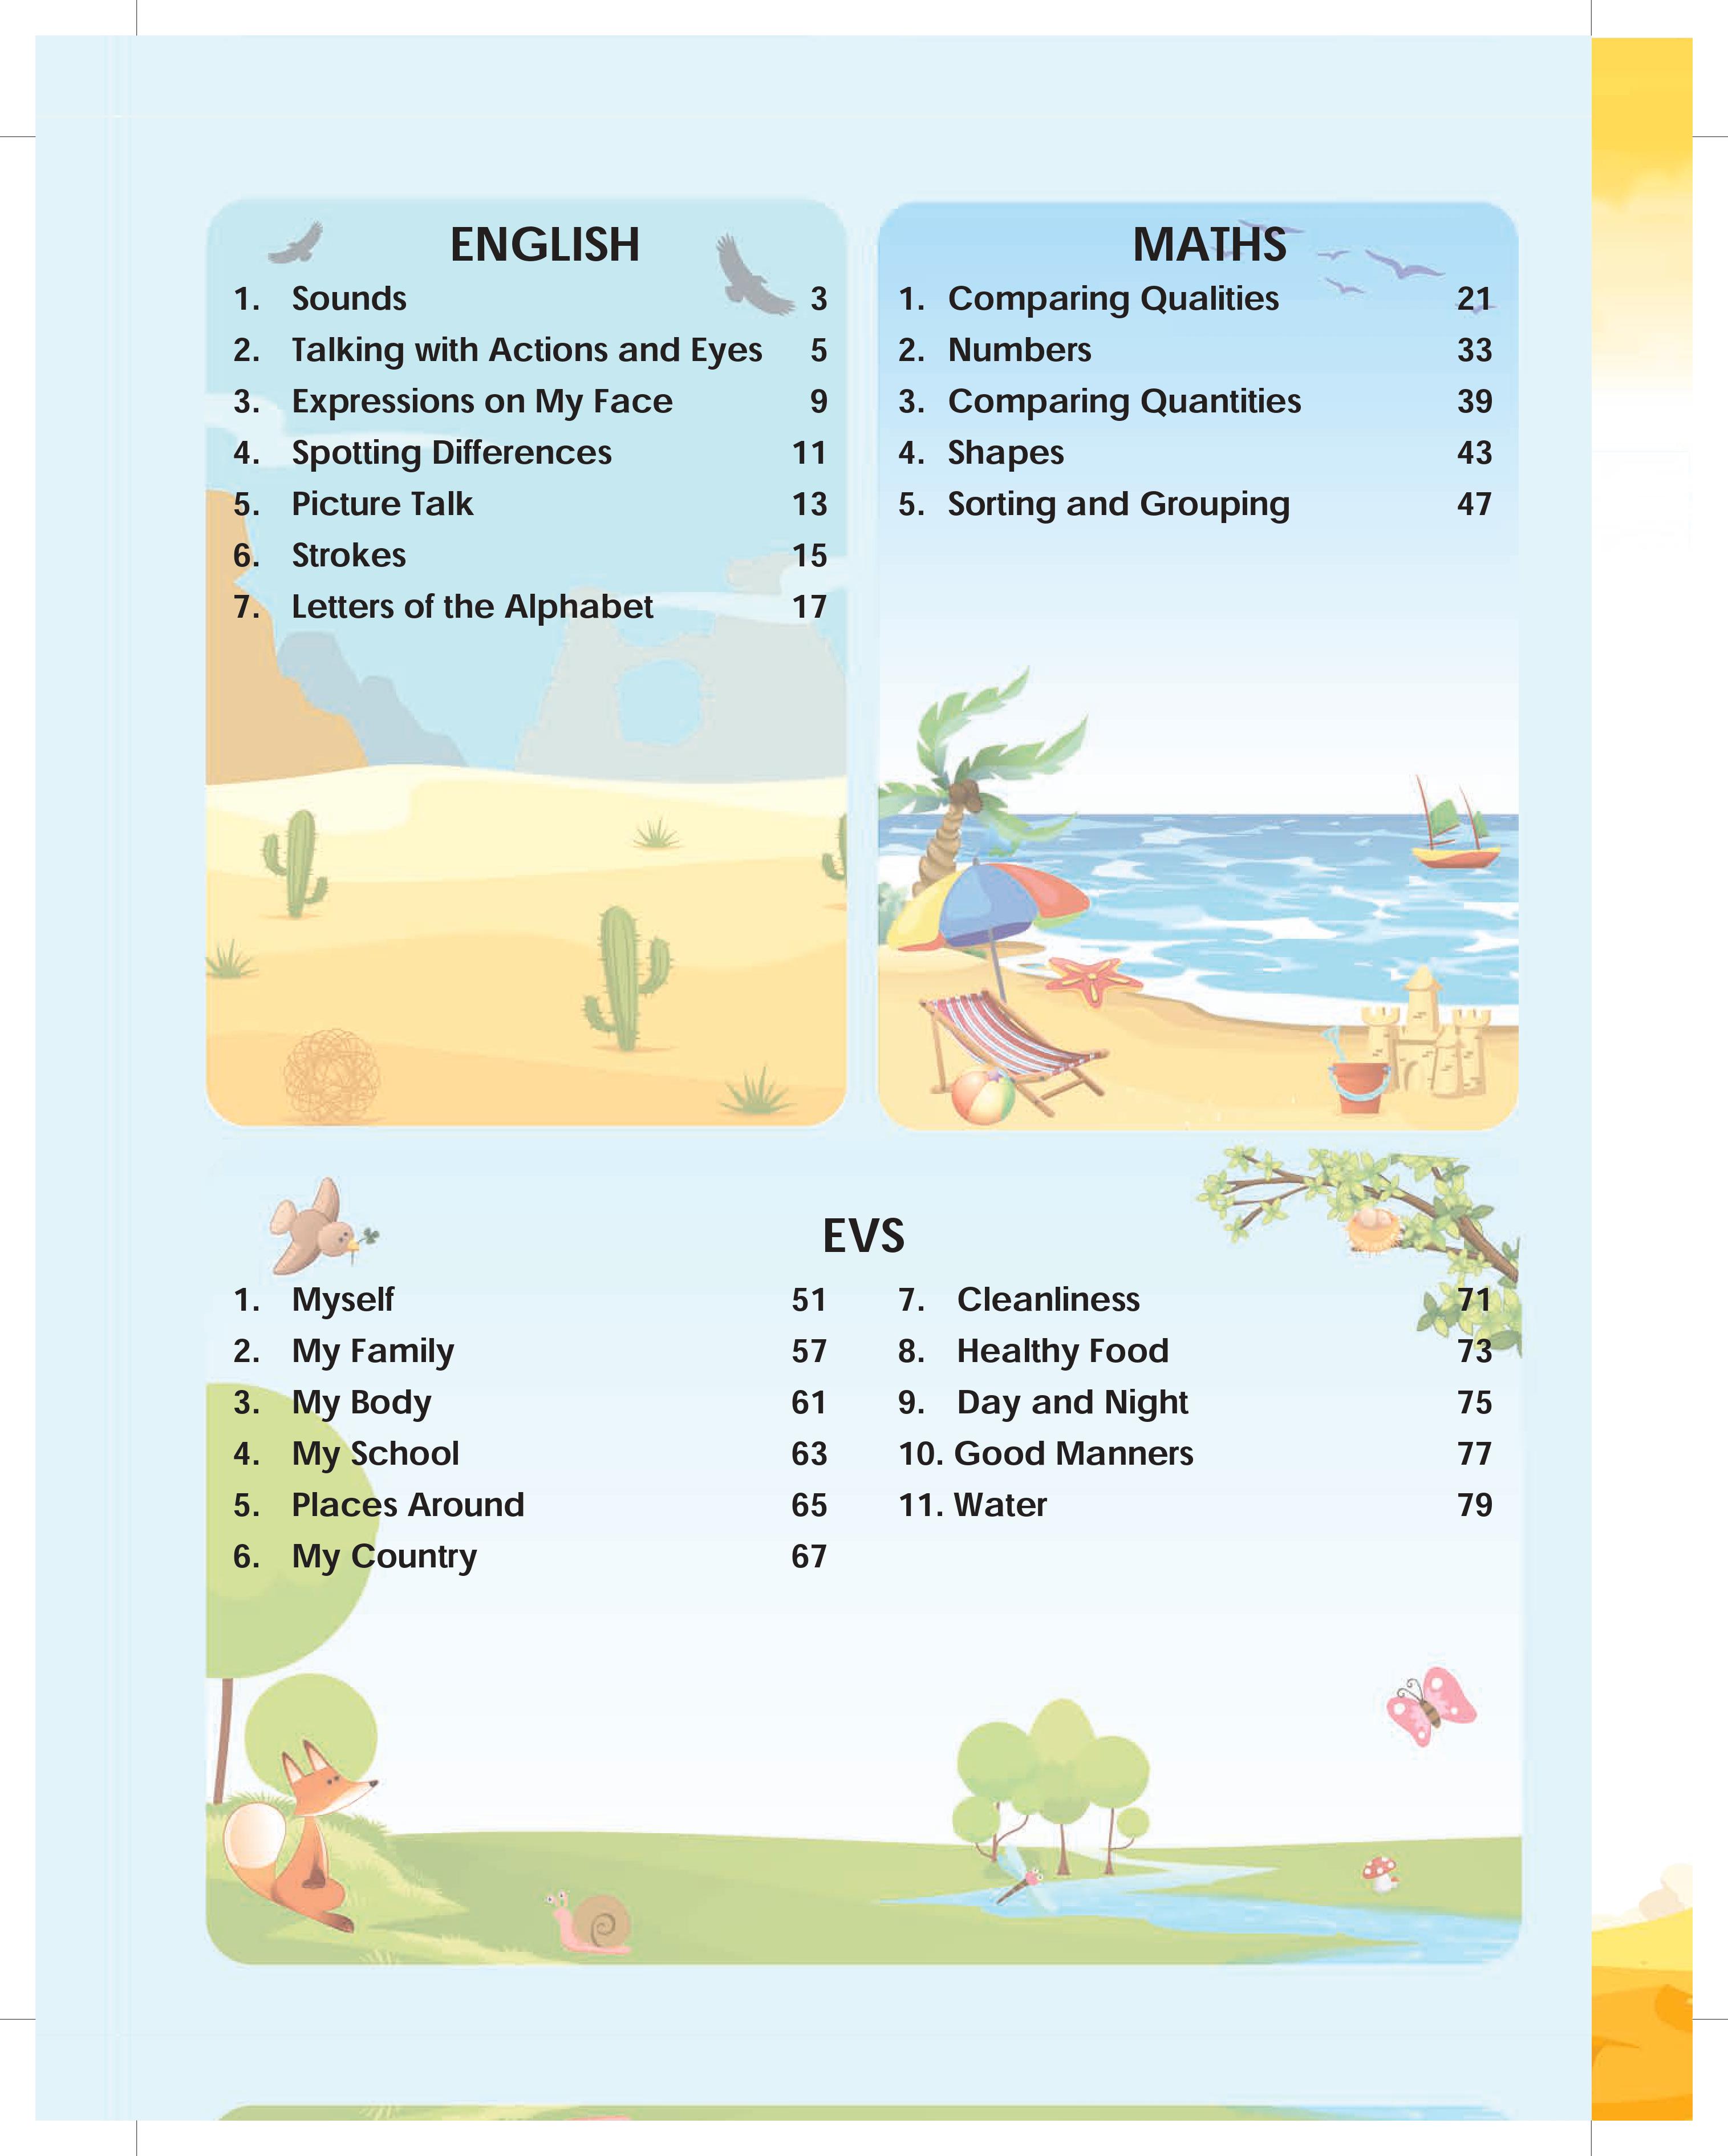 ENGLISH
1. Sounds 3
2. Talking with Actions and Eyes 5
3. Expressions on My Face 9
4. Spotting Differences 11
5. Picture Talk 13
6. Strokes 15
7. Letters of the Alphabet 17
MATHS
1. Comparing Qualities 21
2. Numbers 33
3. Comparing Quantities 39
4. Shapes 43
5. Sorting and Grouping 47
EVS
1. Myself 51
2. My Family 57
3. My Body 61
4. My School 63
5. Places Around 65
6. My Country 67
7. Cleanliness 71
8. Healthy Food 73
9. Day and Night 75
10. Good Manners 77
11. Water 79